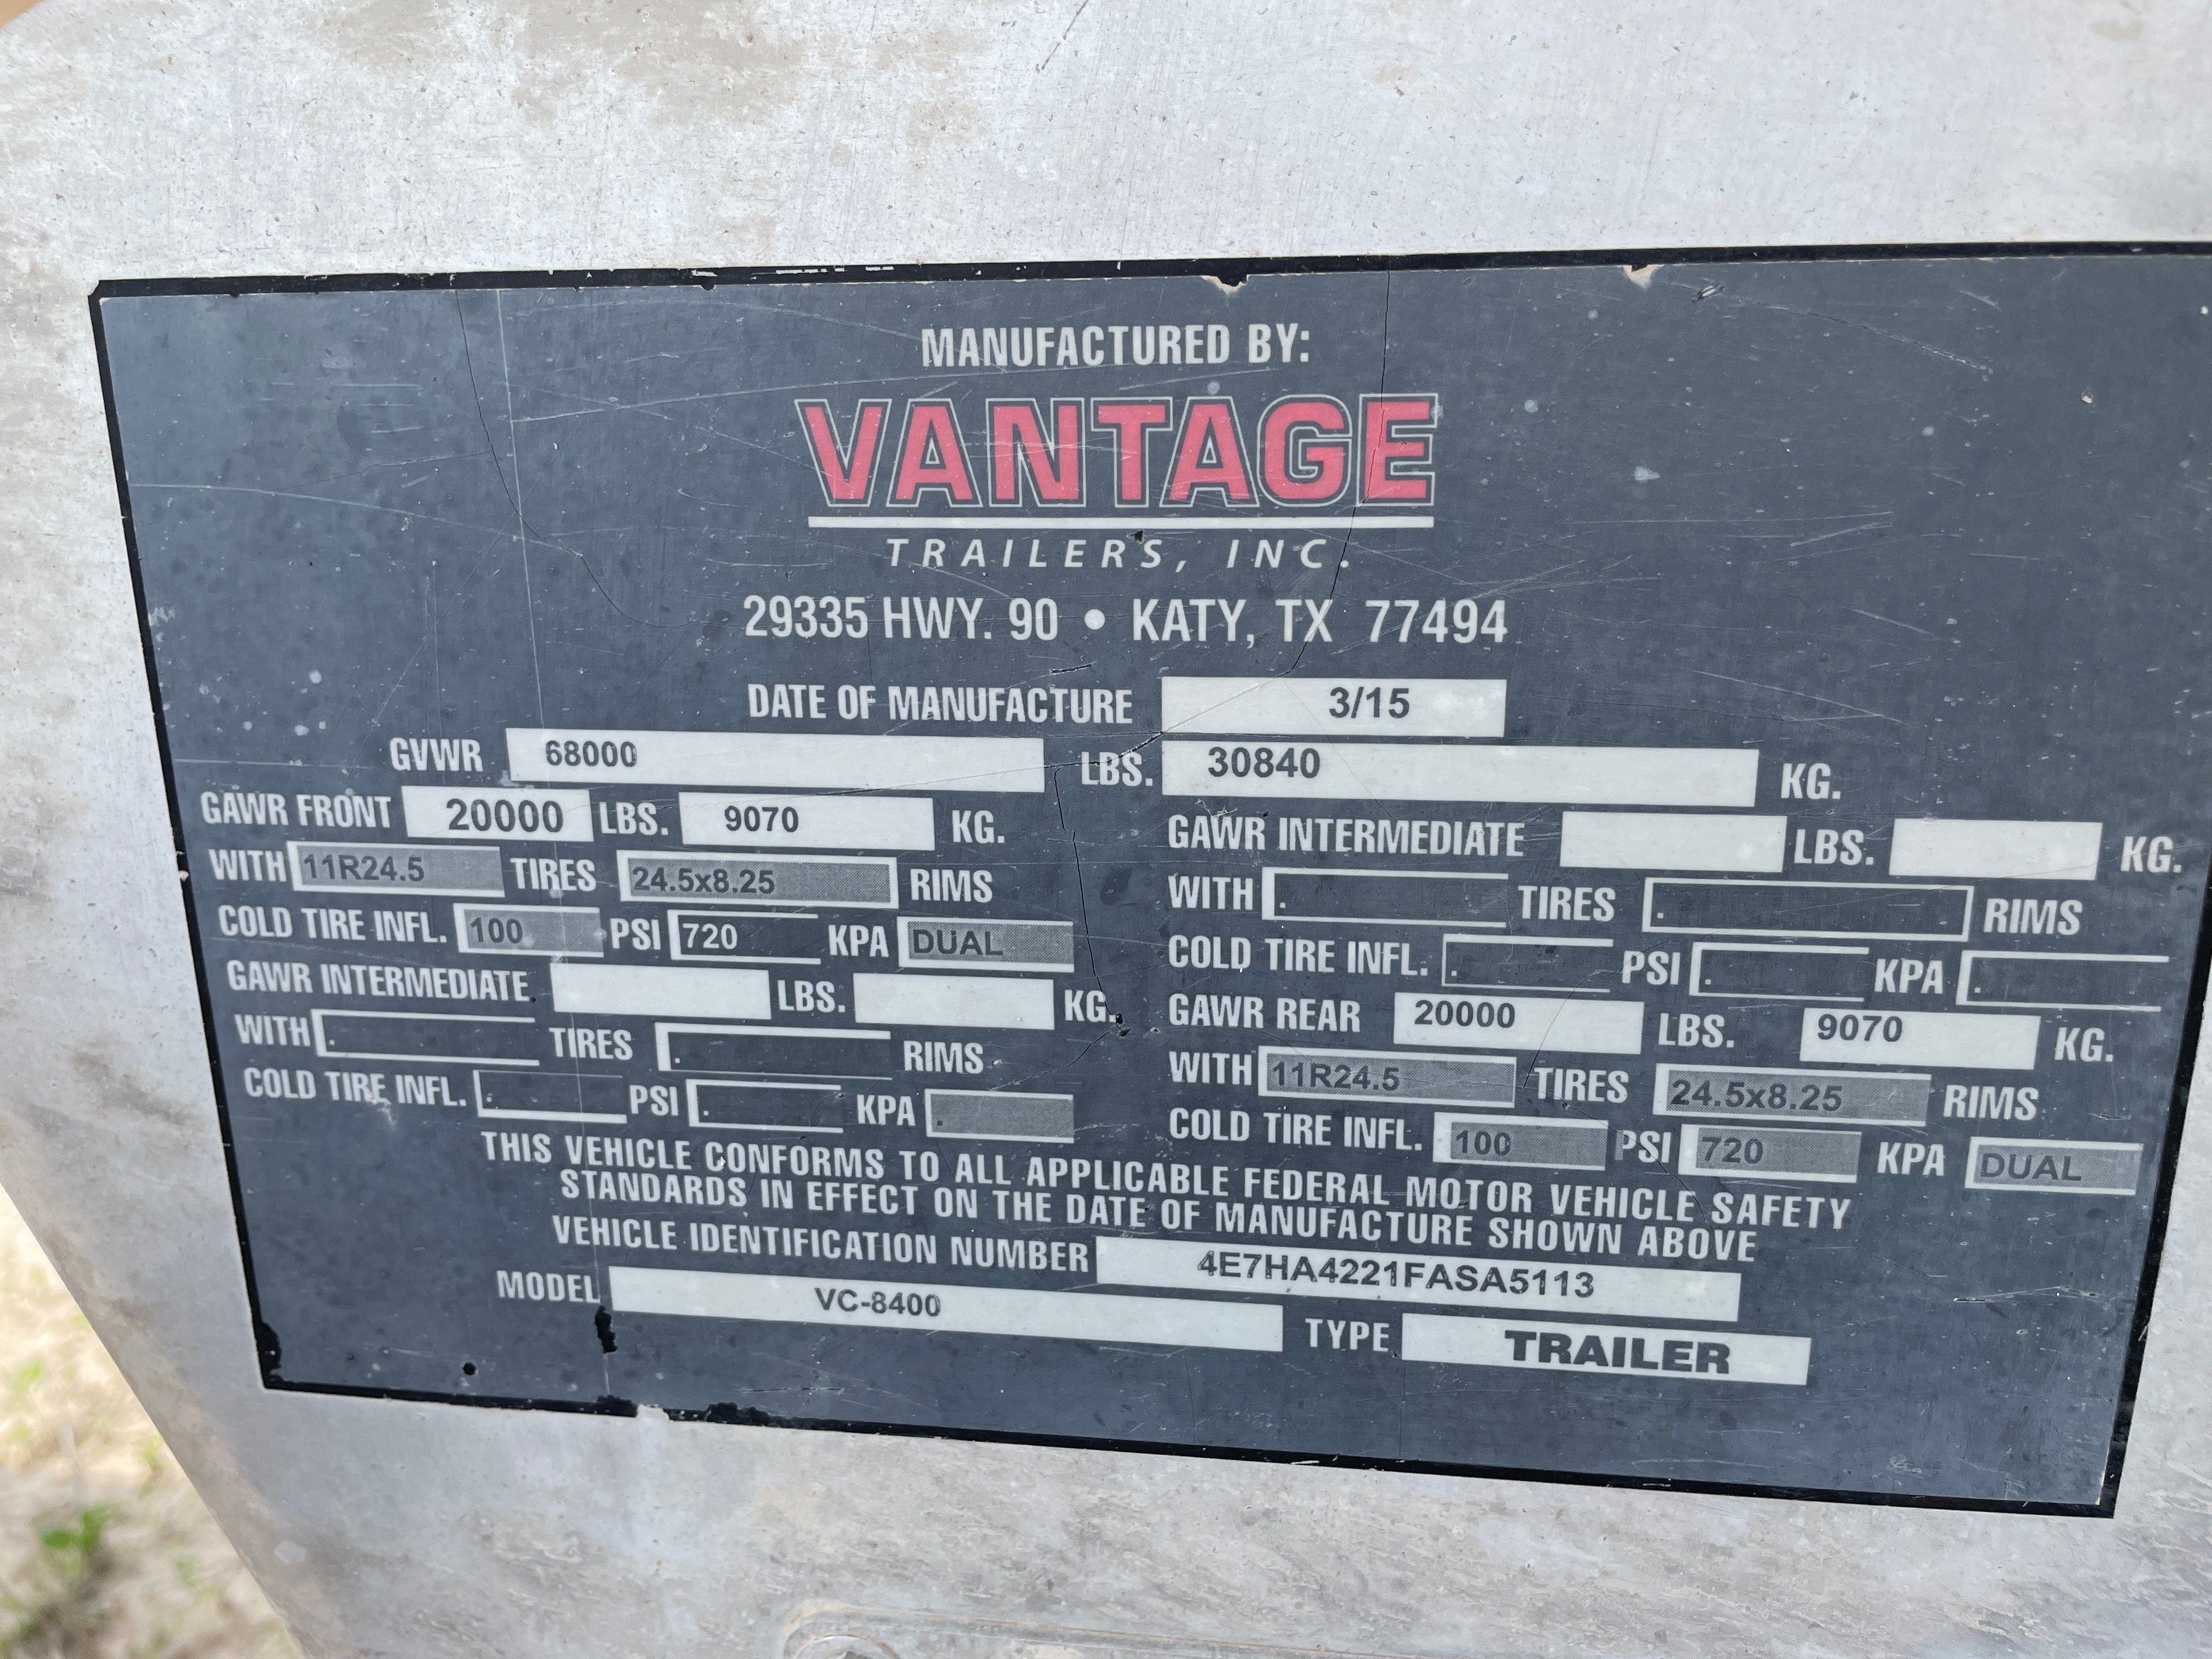 MANUFACTURED BY:
VANTAGE
TRAILERS, INC.
29335 HWY. 90 • KATY, TX 77494
DATE OF MANUFACTURE 3/15
GVWR 68000 LBS. 30840 KG.
GAWR FRONT 20000 LBS. 9070 KG.
WITH 11R24.5 TIRES 24.5x8.25 RIMS
COLD TIRE INFL. 100 PSI 720 KPA DUAL
GAWR INTERMEDIATE LBS. KG.
WITH . TIRES . RIMS
COLD TIRE INFL. . PSI . KPA .
GAWR INTERMEDIATE LBS. KG.
WITH . TIRES . RIMS
COLD TIRE INFL. . PSI . KPA .
GAWR REAR 20000 LBS. 9070 KG.
WITH 11R24.5 TIRES 24.5x8.25 RIMS
COLD TIRE INFL. 100 PSI 720 KPA DUAL
THIS VEHICLE CONFORMS TO ALL APPLICABLE FEDERAL MOTOR VEHICLE SAFETY
STANDARDS IN EFFECT ON THE DATE OF MANUFACTURE SHOWN ABOVE
VEHICLE IDENTIFICATION NUMBER 4E7HA4221FASA5113
MODEL VC-8400 TYPE TRAILER